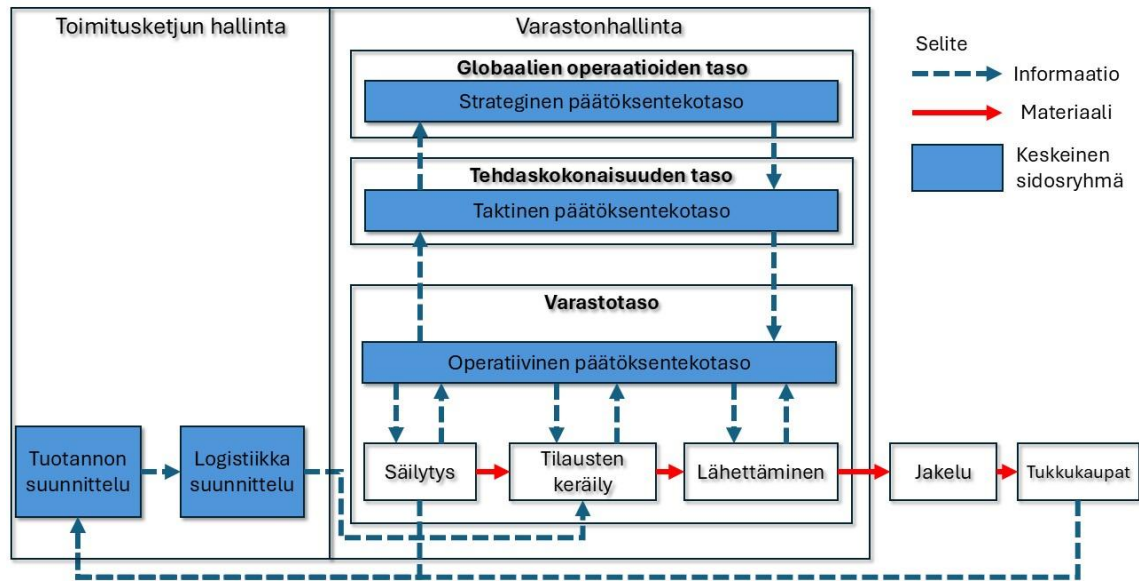 Toimitusketjun hallinta
Varastonhallinta
Globaalien operaatioiden taso
Strateginen päätöksentekotaso
Tehdaskokonaisuuden taso
Taktinen päätöksentekotaso
Varastotaso
Operatiivinen päätöksentekotaso
Tuotannon
suunnittelu
Logistiikka
suunnittelu
Säilytys
Tilausten
keräily
Lähettäminen
Jakelu
Tukkukaupat
Selite
Informaatio
Materiaali
Keskeinen
sidosryhmä